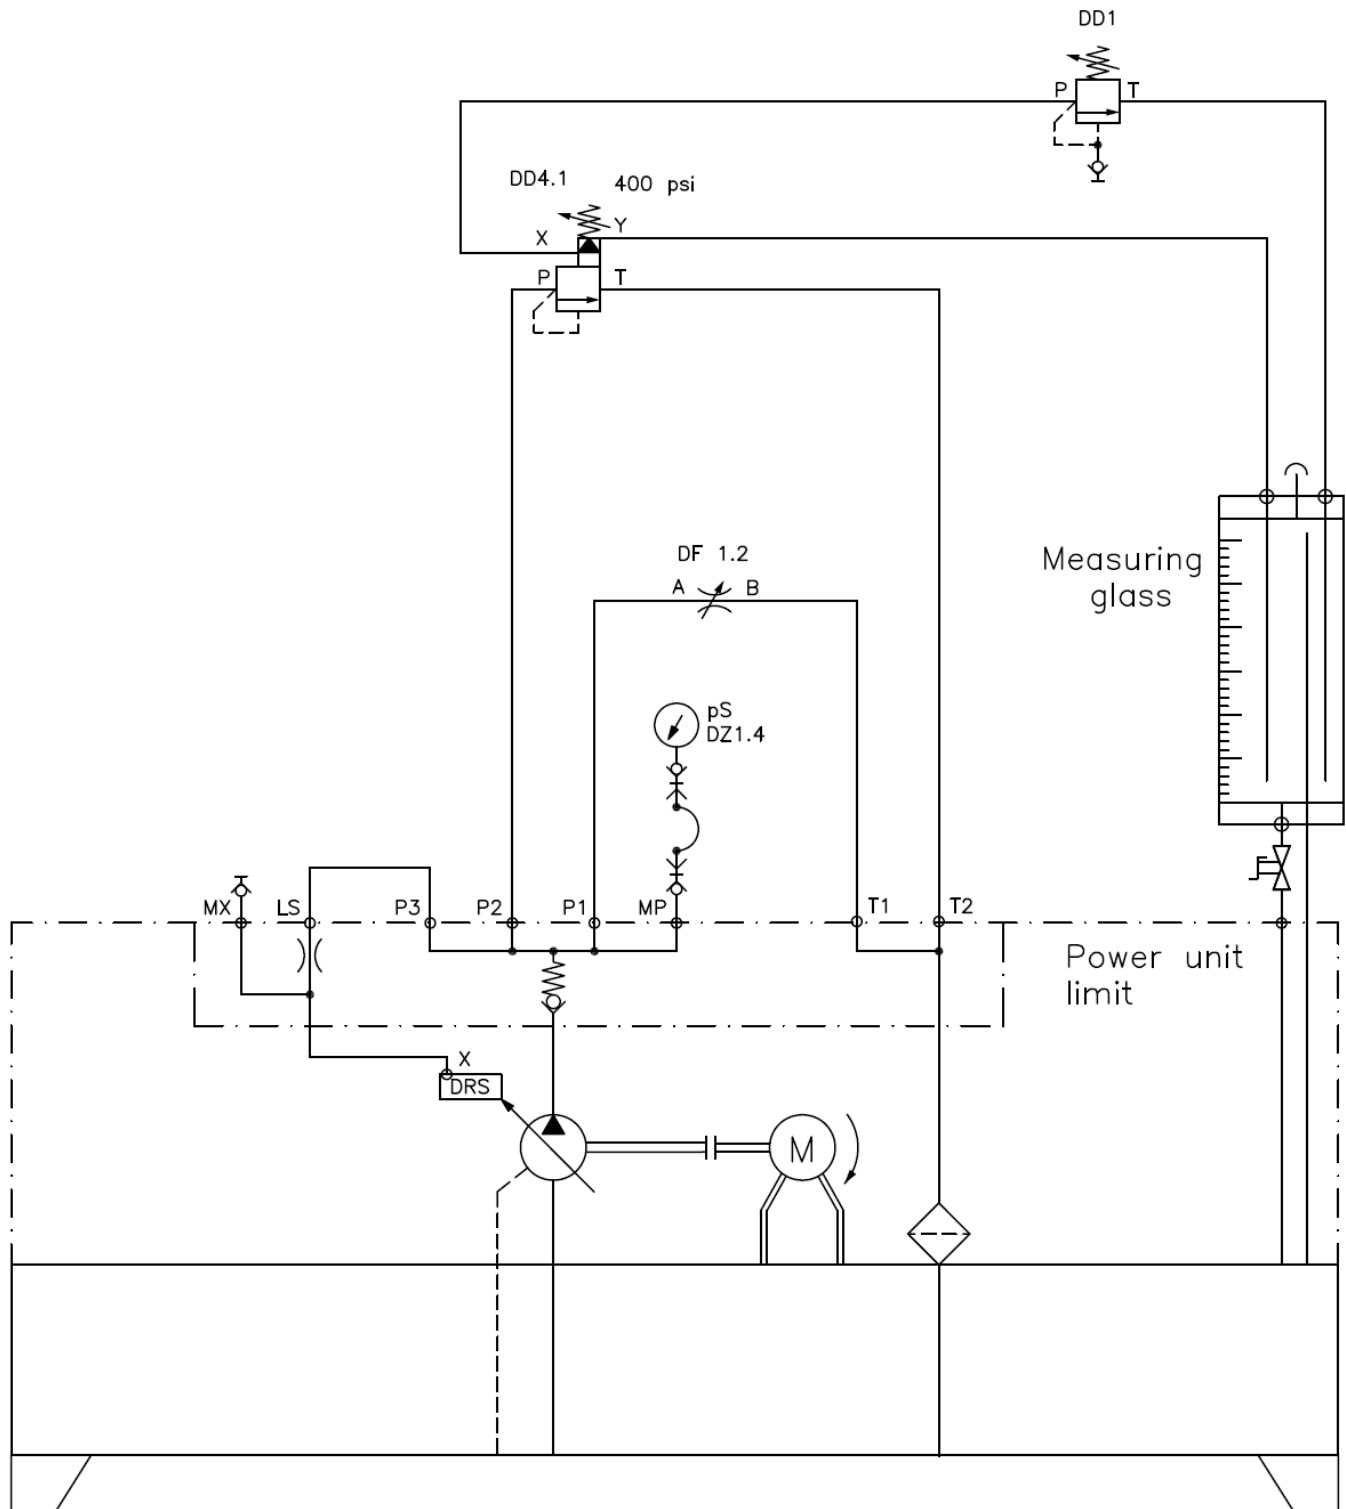 DD1
P T
DD4.1 400 psi
Y
X
P T
DF 1.2
A B
Measuring
glass
pS
DZ1.4
MX LS P3 P2 P1 MP T1 T2
Power unit
limit
X
DRS
M